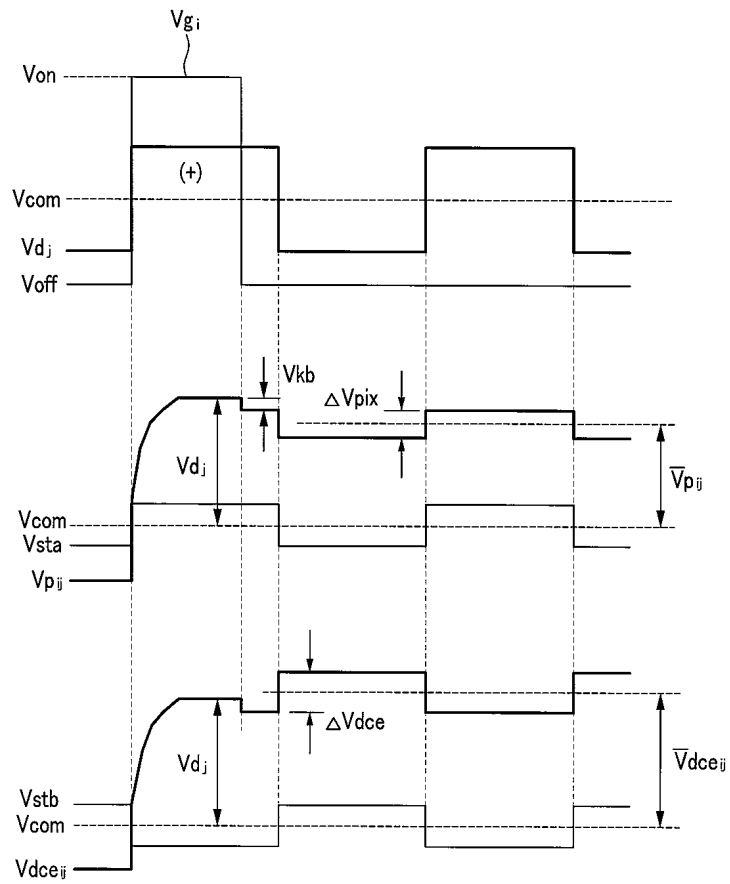 Vgi
Von
(+)
Vcom
Vdj
Voff
Vkb
△Vpix
Vdj
V̅pij
Vcom
Vsta
Vpij
△Vdce
Vdj
V̅dceij
Vstb
Vcom
Vdceij